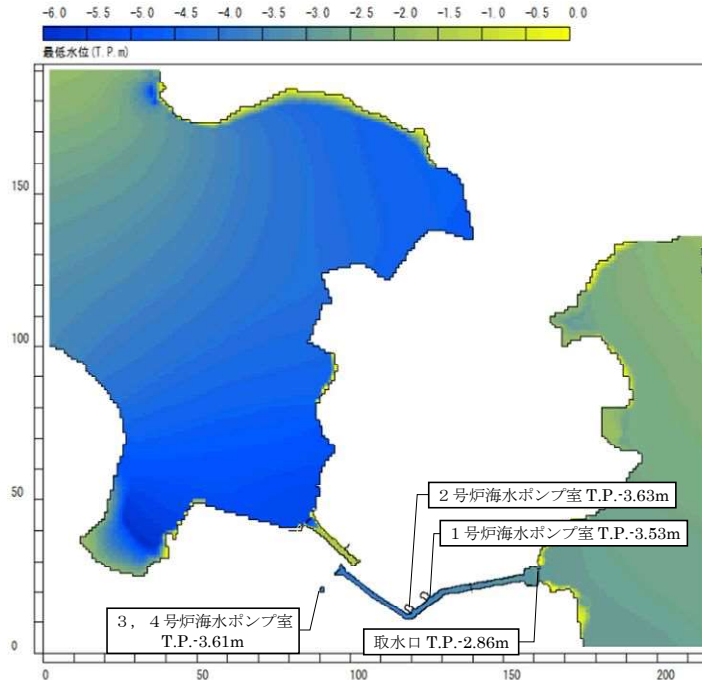 -6.0 -5.5 -5.0 -4.5 -4.0 -3.5 -3.0 -2.5 -2.0 -1.5 -1.0 -0.5 0.0
最低水位(T.P.m)
150
100
50
0
2号炉海水ポンプ室 T.P.-3.63m
1号炉海水ポンプ室 T.P.-3.53m
3，4号炉海水ポンプ室
T.P.-3.61m
取水口 T.P.-2.86m
0 50 100 150 200